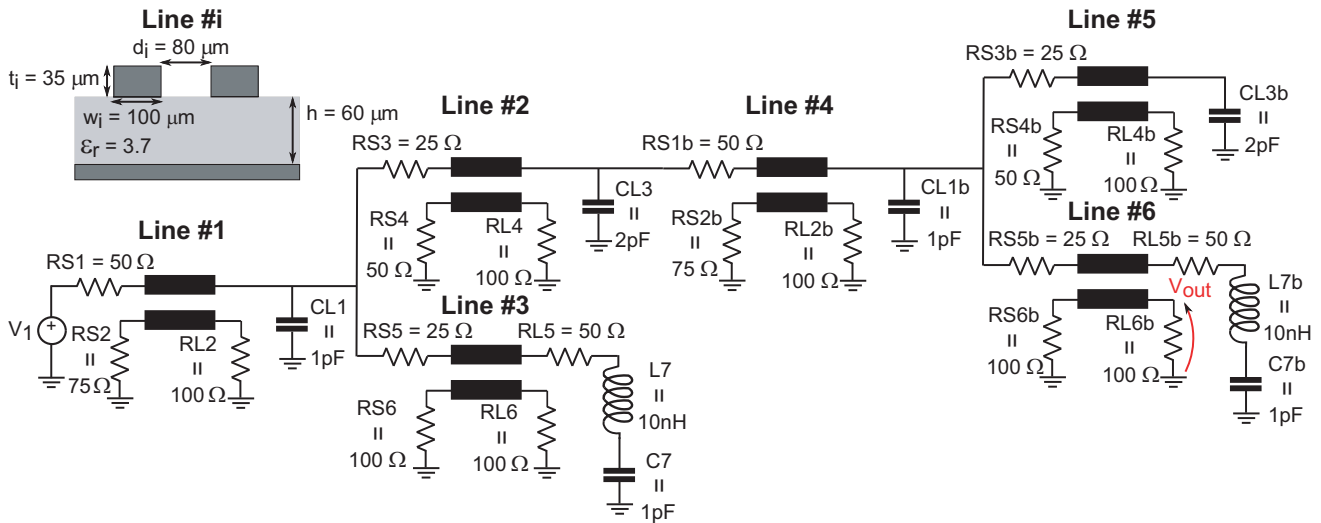 Line #i
dᵢ = 80 μm
tᵢ = 35 μm
wᵢ = 100 μm
h = 60 μm
εᵣ = 3.7
Line #1
RS1 = 50 Ω
V₁
+
RS2
=
75 Ω
RL2
=
100 Ω
CL1
=
1pF
Line #2
RS3 = 25 Ω
RS4
=
50 Ω
RL4
=
100 Ω
CL3
=
2pF
Line #3
RS5 = 25 Ω
RL5 = 50 Ω
RS6
=
100 Ω
RL6
=
100 Ω
L7
=
10nH
C7
=
1pF
Line #4
RS1b = 50 Ω
RS2b
=
75 Ω
RL2b
=
100 Ω
CL1b
=
1pF
Line #5
RS3b = 25 Ω
RS4b
=
50 Ω
RL4b
=
100 Ω
CL3b
=
2pF
Line #6
RS5b = 25 Ω
RL5b = 50 Ω
Vout
RS6b
=
100 Ω
RL6b
=
100 Ω
L7b
=
10nH
C7b
=
1pF